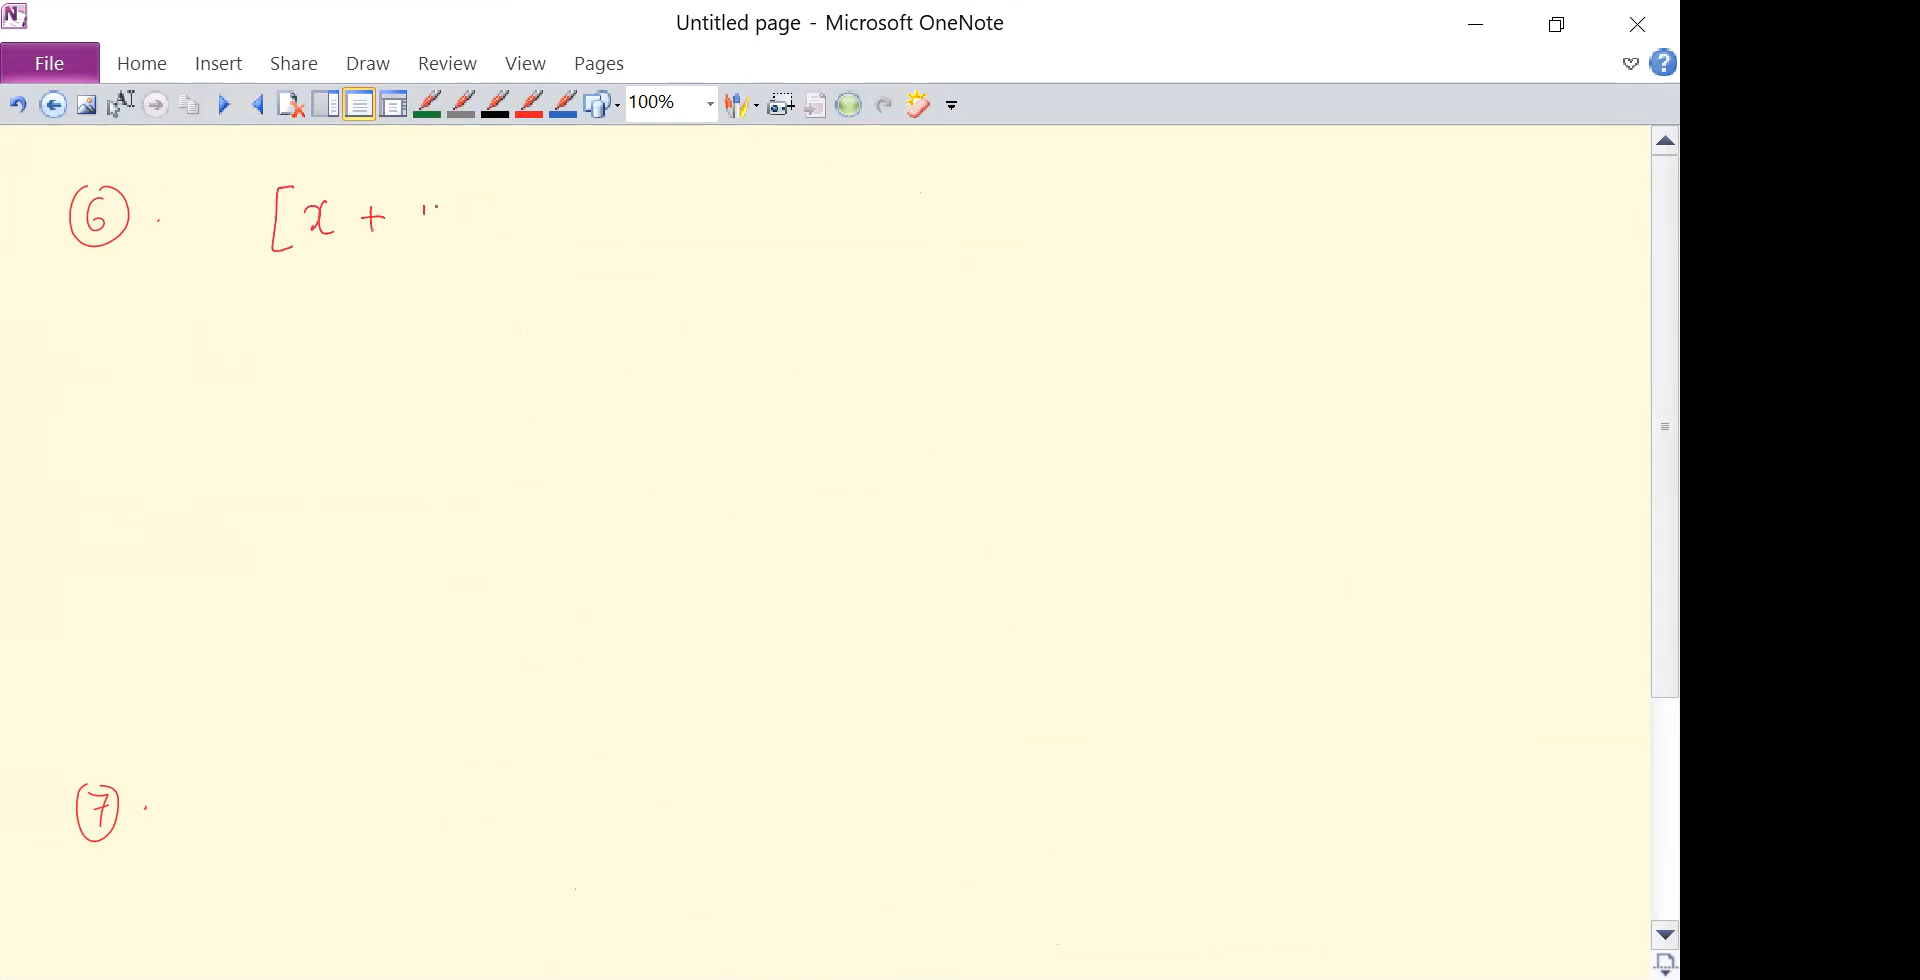 Untitled page - Microsoft OneNote
File Home Insert Share Draw Review View Pages
100%
⑥. [x +
⑦.